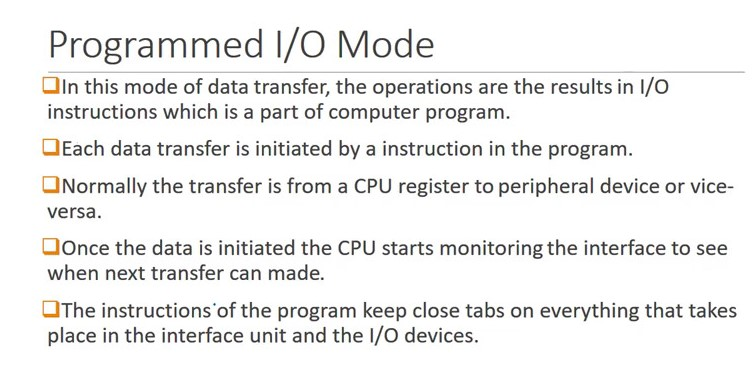 Programmed I/O Mode
❑In this mode of data transfer, the operations are the results in I/O
instructions which is a part of computer program.
❑Each data transfer is initiated by a instruction in the program.
❑Normally the transfer is from a CPU register to peripheral device or vice-
versa.
❑Once the data is initiated the CPU starts monitoring the interface to see
when next transfer can made.
❑The instructions of the program keep close tabs on everything that takes
place in the interface unit and the I/O devices.